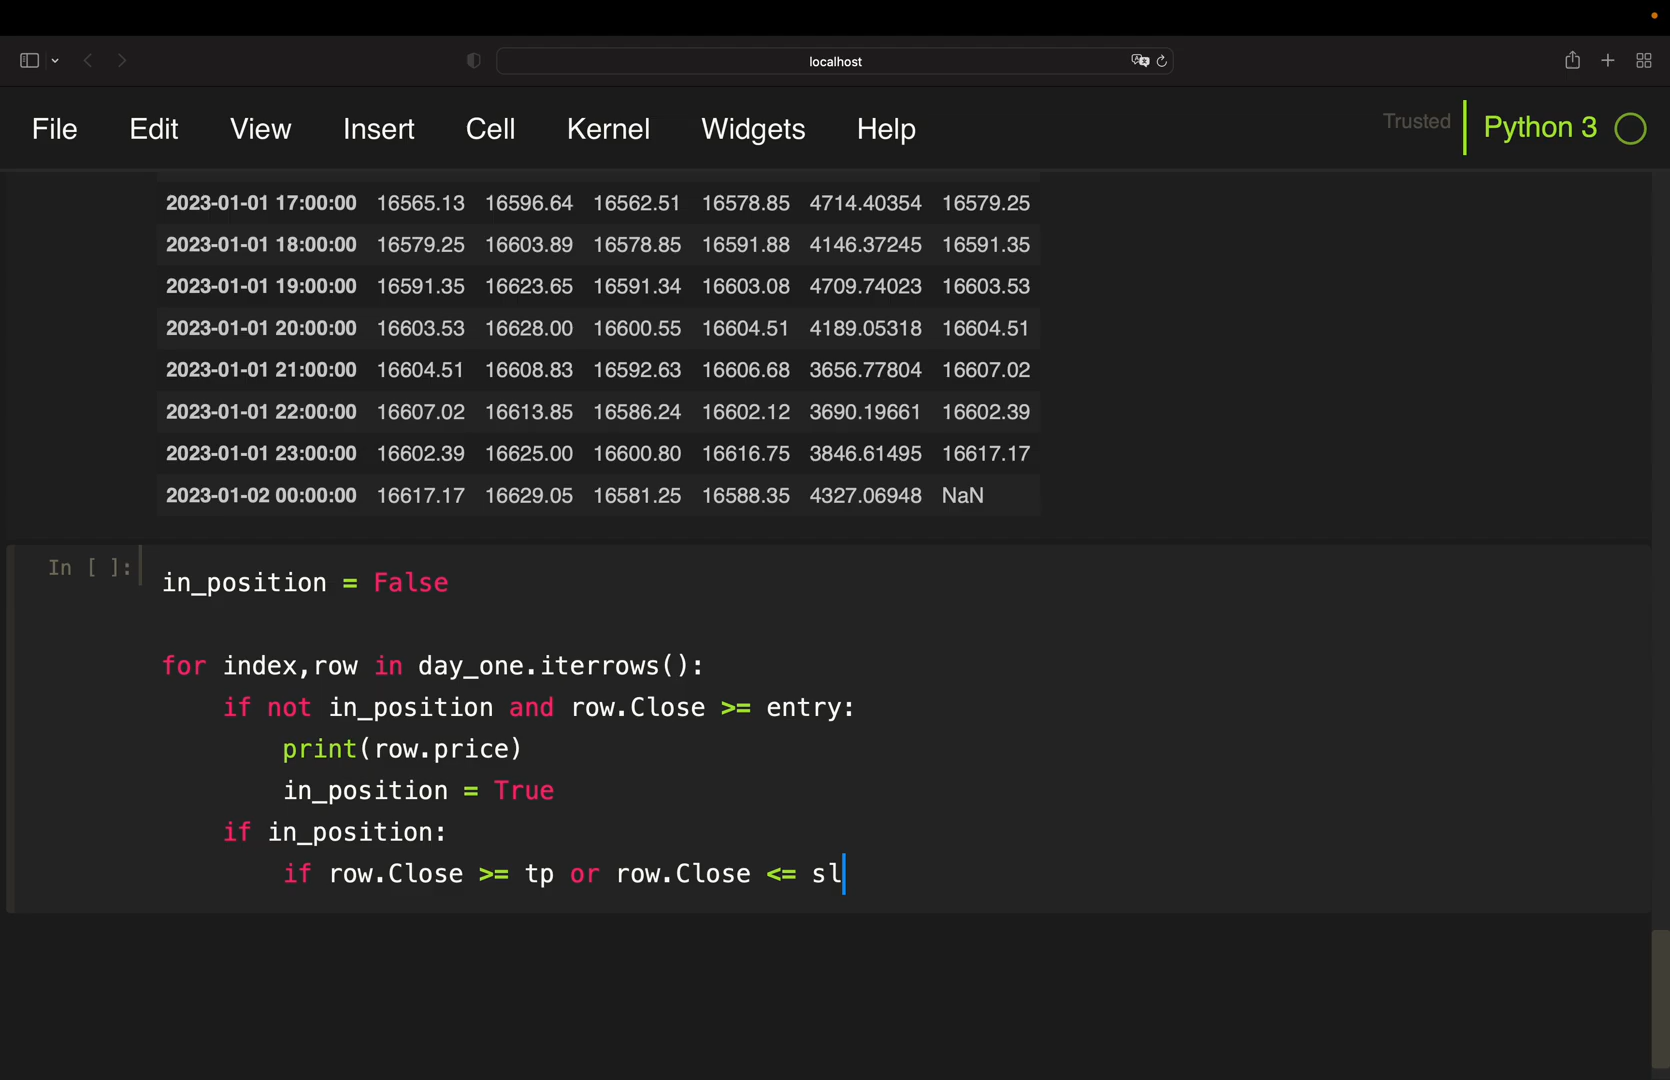 localhost
File Edit View Insert Cell Kernel Widgets Help Trusted Python 3
2023-01-01 17:00:00 16565.13 16596.64 16562.51 16578.85 4714.40354 16579.25
2023-01-01 18:00:00 16579.25 16603.89 16578.85 16591.88 4146.37245 16591.35
2023-01-01 19:00:00 16591.35 16623.65 16591.34 16603.08 4709.74023 16603.53
2023-01-01 20:00:00 16603.53 16628.00 16600.55 16604.51 4189.05318 16604.51
2023-01-01 21:00:00 16604.51 16608.83 16592.63 16606.68 3656.77804 16607.02
2023-01-01 22:00:00 16607.02 16613.85 16586.24 16602.12 3690.19661 16602.39
2023-01-01 23:00:00 16602.39 16625.00 16600.80 16616.75 3846.61495 16617.17
2023-01-02 00:00:00 16617.17 16629.05 16581.25 16588.35 4327.06948 NaN
In [ ]:
in_position = False
for index,row in day_one.iterrows():
    if not in_position and row.Close >= entry:
        print(row.price)
        in_position = True
    if in_position:
        if row.Close >= tp or row.Close <= sl